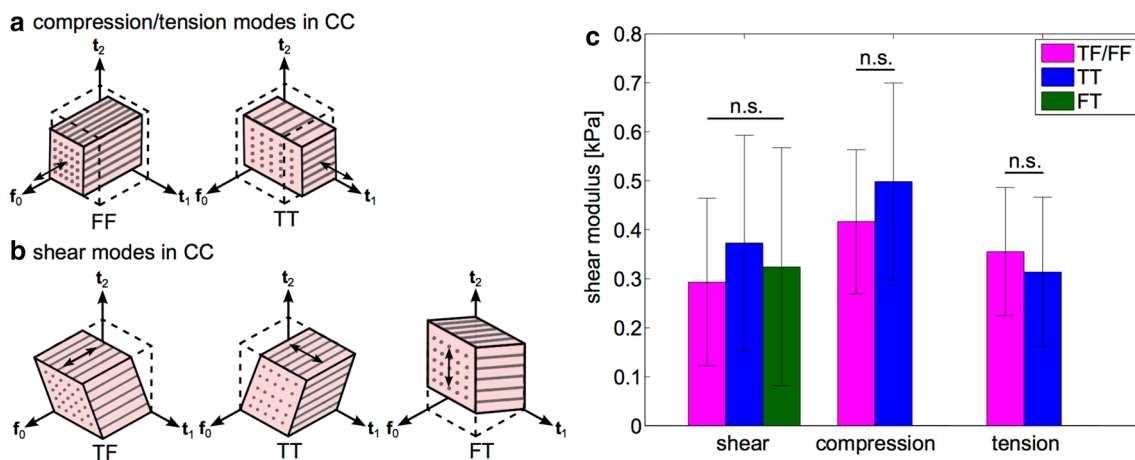 a compression/tension modes in CC
t2
f0
t1
FF
t2
f0
t1
TT
b shear modes in CC
t2
f0
t1
TF
t2
f0
t1
TT
t2
f0
t1
FT
c
shear modulus [kPa]
0.8
0.7
0.6
0.5
0.4
0.3
0.2
0.1
0
n.s.
n.s.
n.s.
TF/FF
TT
FT
shear compression tension